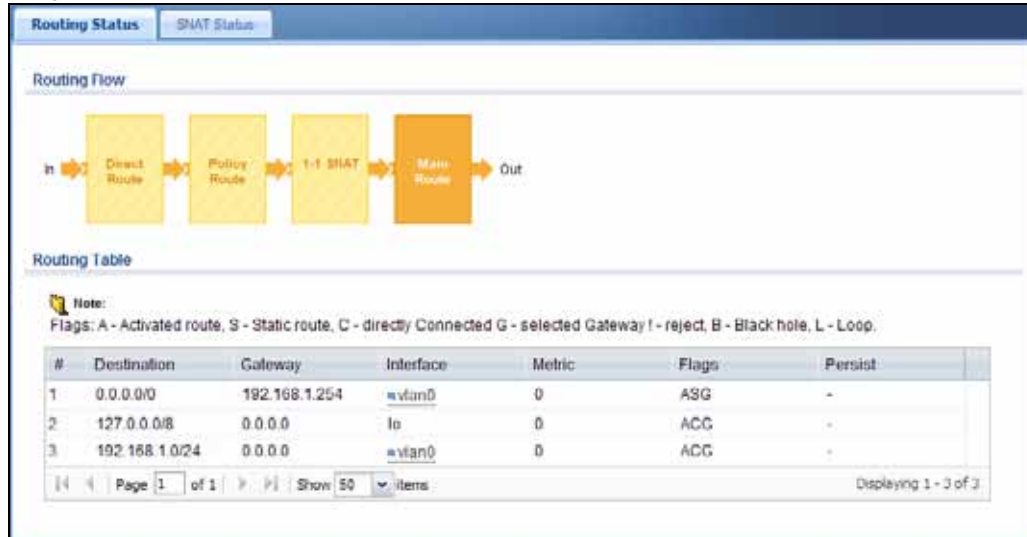 Routing Status SNAT Status
Routing Flow
In Direct Route Policy Route 1-1 SNAT Main Route Out
Routing Table
Note:
Flags: A - Activated route, S - Static route, C - directly Connected G - selected Gateway ! - reject, B - Black hole, L - Loop.
# Destination Gateway Interface Metric Flags Persist
1 0.0.0.0/0 192.168.1.254 vlan0 0 ASG -
2 127.0.0.0/8 0.0.0.0 lo 0 ACG -
3 192.168.1.0/24 0.0.0.0 vlan0 0 ACG -
Page 1 of 1 Show 50 items Displaying 1 - 3 of 3